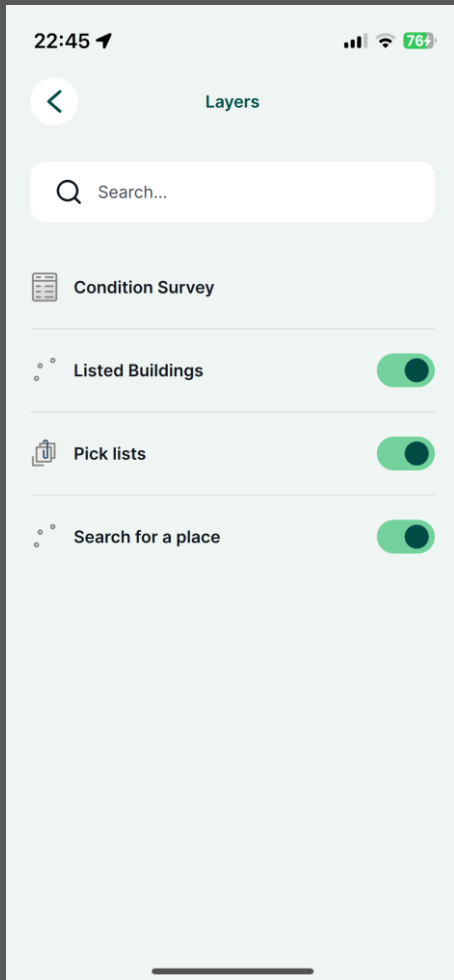 22:45
76
Layers
Search...
Condition Survey
Listed Buildings
Pick lists
Search for a place